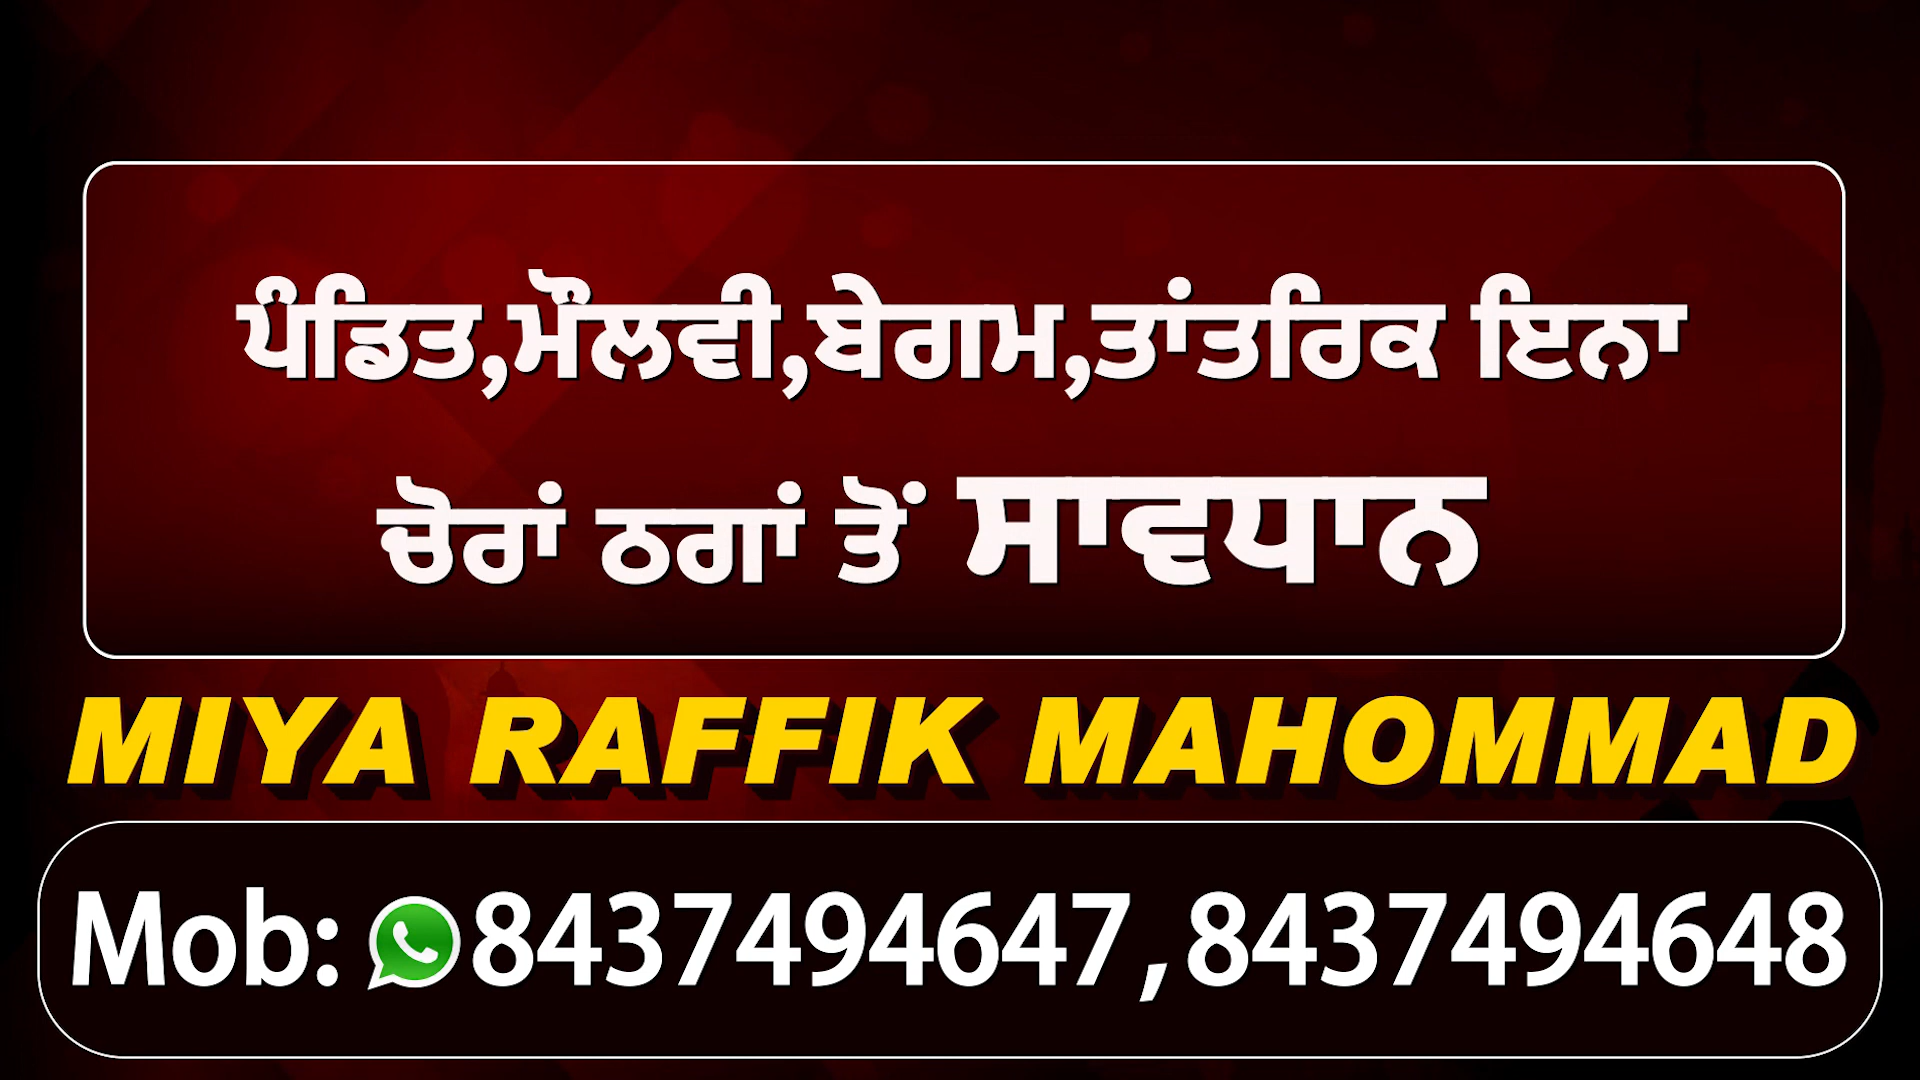 ਪੰਡਿਤ,ਮੌਲਵੀ,ਬੇਗਮ,ਤਾਂਤਰਿਕ ਇਨਾ
ਚੋਰਾਂ ਠਗਾਂ ਤੋਂ ਸਾਵਧਾਨ
MIYA RAFFIK MAHOMMAD
Mob: 8437494647,8437494648